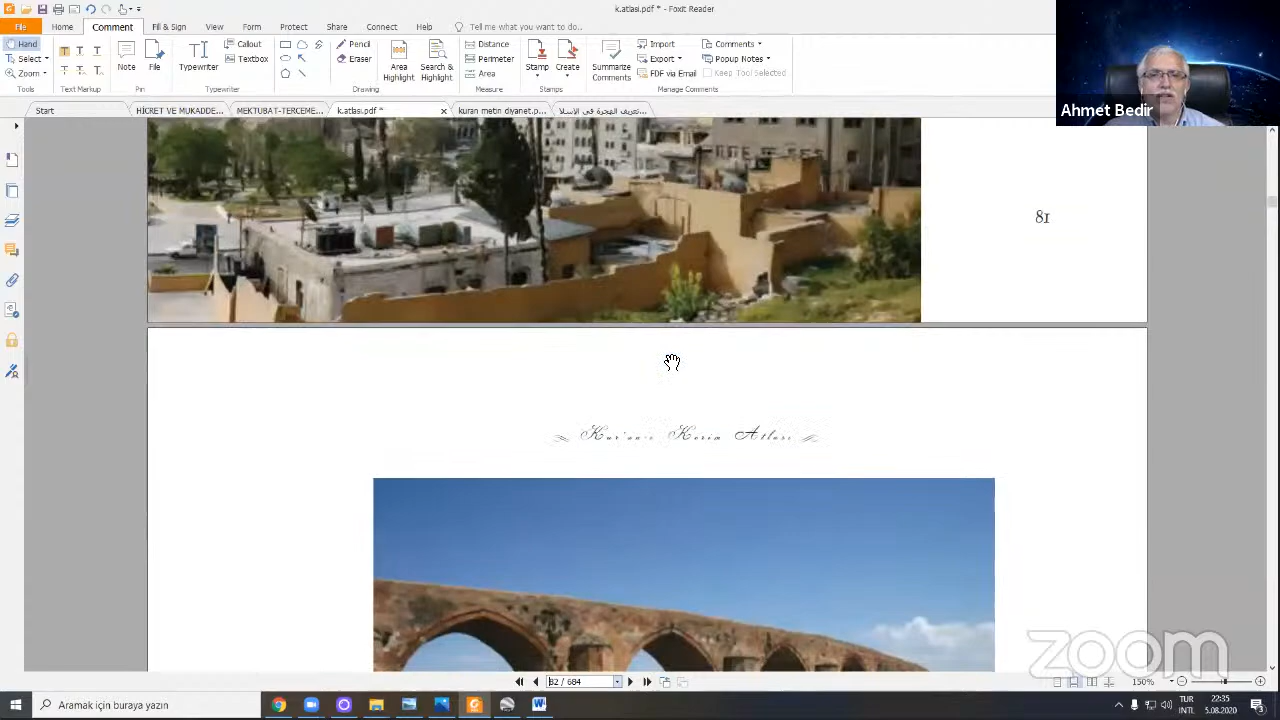 k.atlasi.pdf * - Foxit Reader
File Home Comment Fill & Sign View Form Protect Share Connect Help Tell me what you want to do..
Hand
Select
Zoom
Tools
Text Markup
Note
File
Pin
Typewriter
Callout
Textbox
Typewriter
Pencil
Eraser
Drawing
Area Highlight
Search & Highlight
Distance
Perimeter
Area
Measure
Stamp
Create
Stamps
Summarize Comments
Import
Export
FDF via Email
Comments
Popup Notes
Keep Tool Selected
Manage Comments
Ahmet Bedir
Start HİCRET VE MUKADDE... MEKTUBAT-TERCEME... k.atlasi.pdf * kuran metin diyanet.p... تعريف الهجرة في الإسلا...
81
Kur'an-ı Kerim Atlası
zoom
82 / 684
150%
Aramak için buraya yazın
TUR
INTL
22:35
5.08.2020